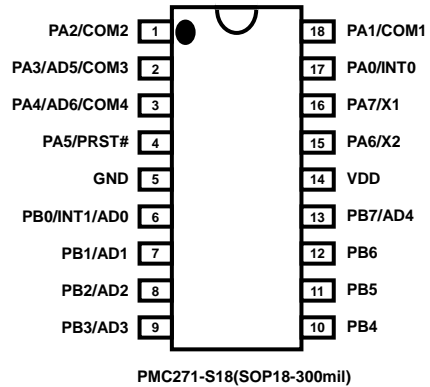 PA2/COM2 1 18 PA1/COM1
PA3/AD5/COM3 2 17 PA0/INT0
PA4/AD6/COM4 3 16 PA7/X1
PA5/PRST# 4 15 PA6/X2
GND 5 14 VDD
PB0/INT1/AD0 6 13 PB7/AD4
PB1/AD1 7 12 PB6
PB2/AD2 8 11 PB5
PB3/AD3 9 10 PB4
PMC271-S18(SOP18-300mil)